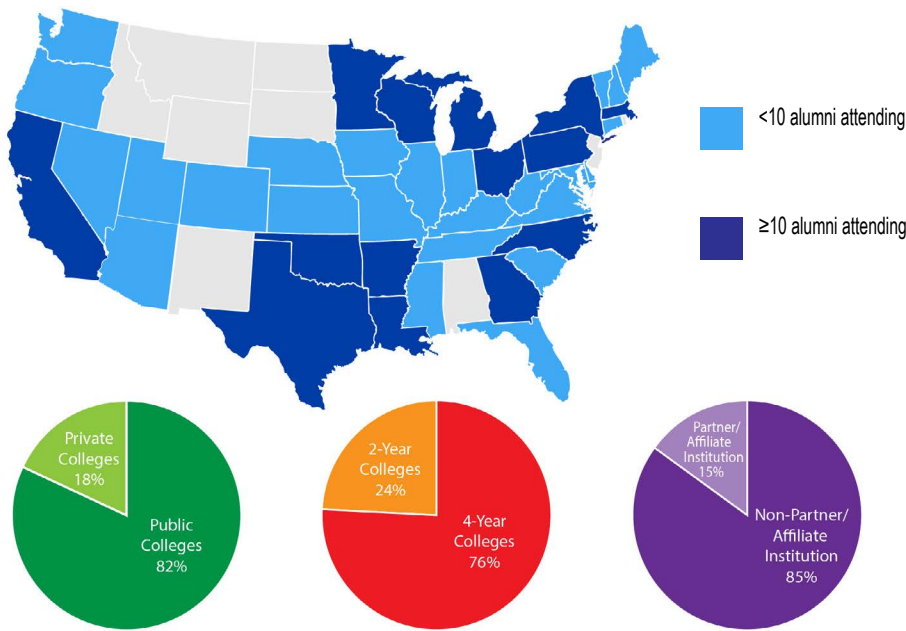 <10 alumni attending
≥10 alumni attending
Private
Colleges
18%
Public
Colleges
82%
2-Year
Colleges
24%
4-Year
Colleges
76%
Partner/
Affiliate
Institution
15%
Non-Partner/
Affiliate
Institution
85%